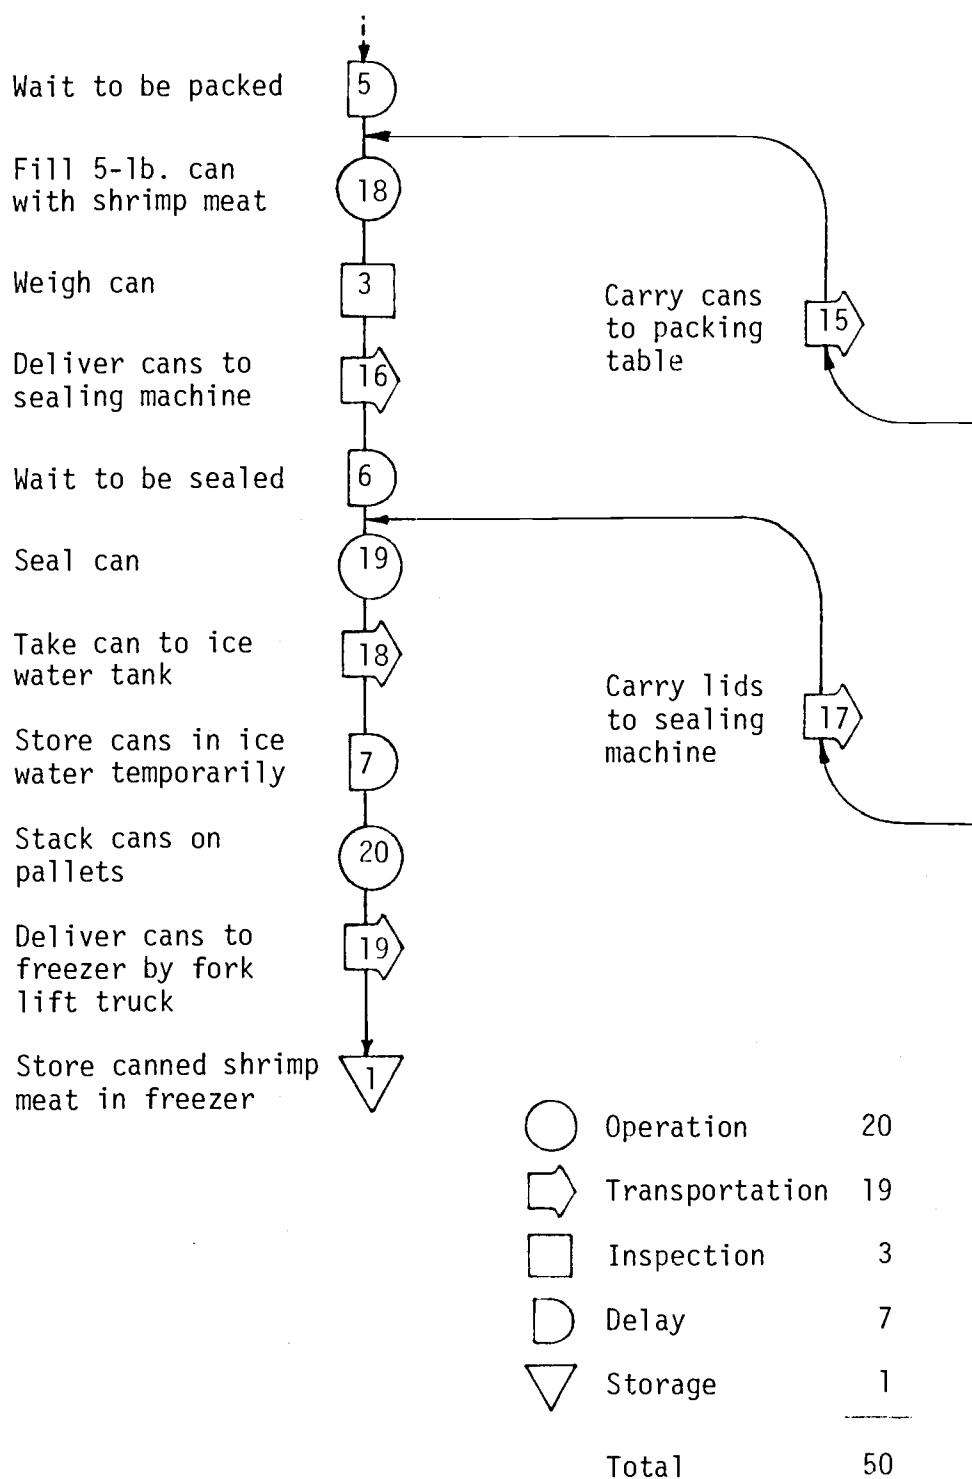 Wait to be packed
5
Fill 5-lb. can
with shrimp meat
18
Weigh can
3
Carry cans
to packing
table
15
Deliver cans to
sealing machine
16
Wait to be sealed
6
Seal can
19
Take can to ice
water tank
18
Carry lids
to sealing
machine
17
Store cans in ice
water temporarily
7
Stack cans on
pallets
20
Deliver cans to
freezer by fork
lift truck
19
Store canned shrimp
meat in freezer
1
Operation 20
Transportation 19
Inspection 3
Delay 7
Storage 1
Total 50